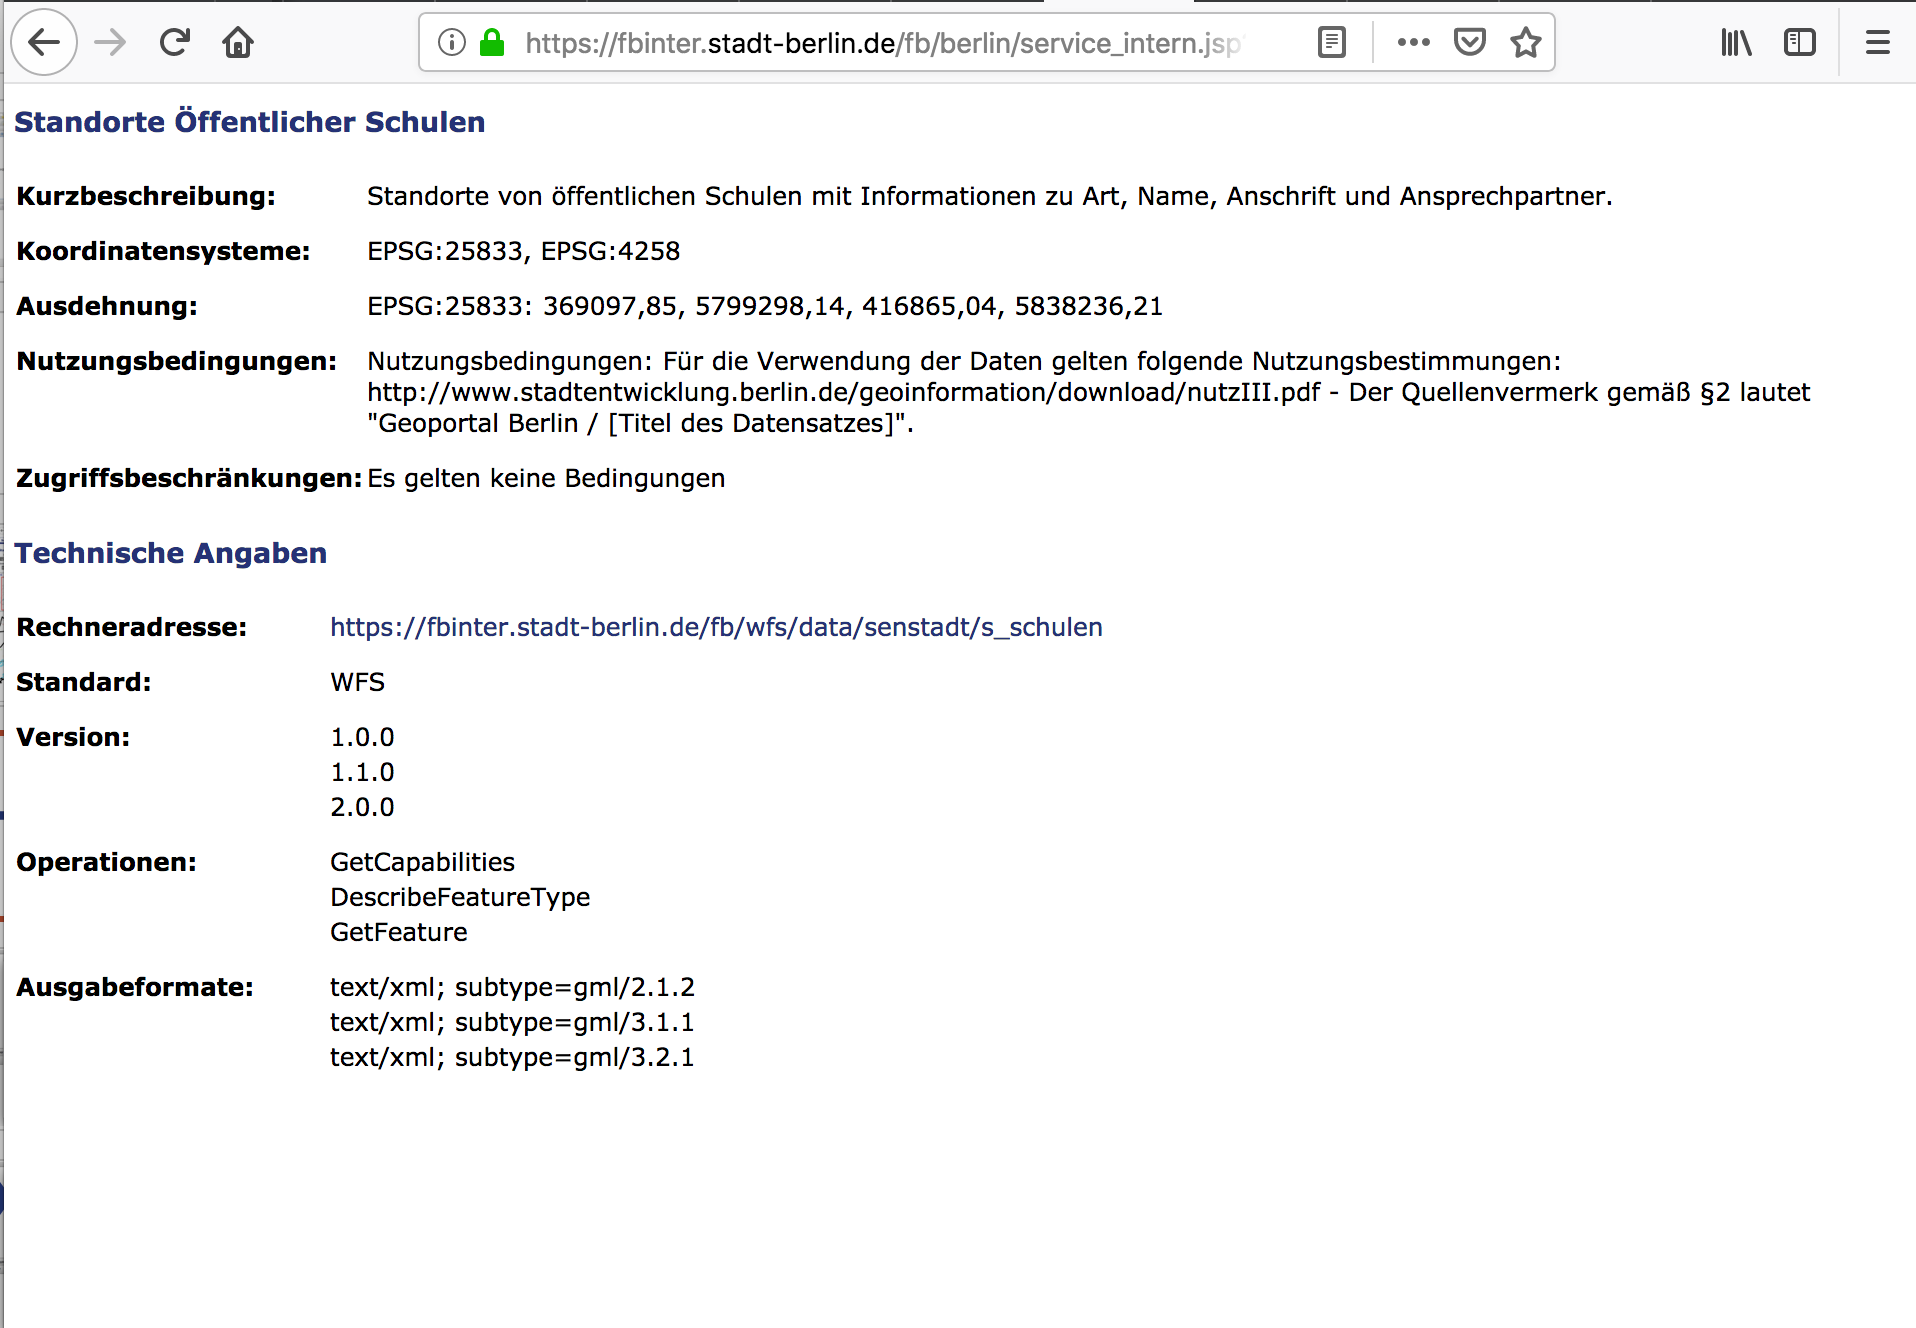 https://fbinter.stadt-berlin.de/fb/berlin/service_intern.jsp
Standorte Öffentlicher Schulen
Kurzbeschreibung: Standorte von öffentlichen Schulen mit Informationen zu Art, Name, Anschrift und Ansprechpartner.
Koordinatensysteme: EPSG:25833, EPSG:4258
Ausdehnung: EPSG:25833: 369097,85, 5799298,14, 416865,04, 5838236,21
Nutzungsbedingungen: Nutzungsbedingungen: Für die Verwendung der Daten gelten folgende Nutzungsbestimmungen:
http://www.stadtentwicklung.berlin.de/geoinformation/download/nutzIII.pdf - Der Quellenvermerk gemäß §2 lautet
"Geoportal Berlin / [Titel des Datensatzes]".
Zugriffsbeschränkungen: Es gelten keine Bedingungen
Technische Angaben
Rechneradresse: https://fbinter.stadt-berlin.de/fb/wfs/data/senstadt/s_schulen
Standard: WFS
Version: 1.0.0
1.1.0
2.0.0
Operationen: GetCapabilities
DescribeFeatureType
GetFeature
Ausgabeformate: text/xml; subtype=gml/2.1.2
text/xml; subtype=gml/3.1.1
text/xml; subtype=gml/3.2.1